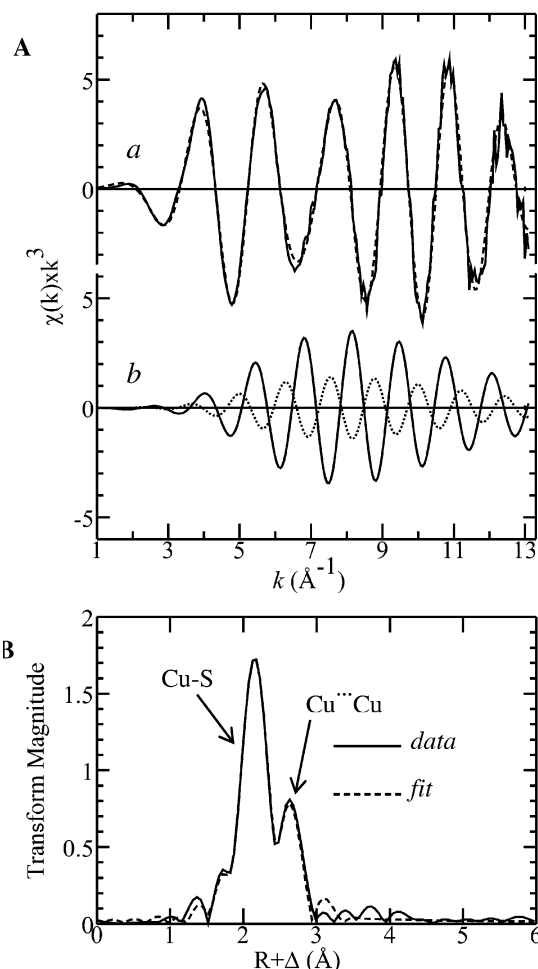 A
5
a
0
χ(k)xk³
5
b
0
-5
1 3 5 7 9 11 13
k (Å⁻¹)
B
2
Cu-S
Cu···Cu
1.5
data
1
fit
Transform Magnitude
0.5
0
0 1 2 3 4 5 6
R+Δ (Å)